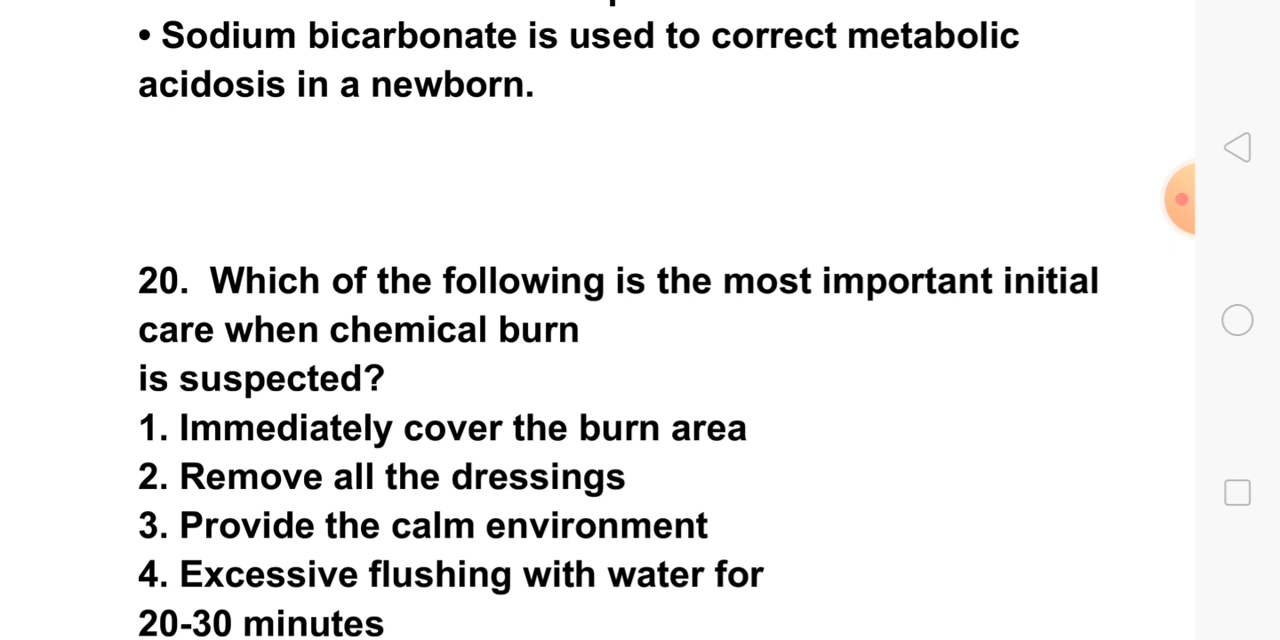 • Sodium bicarbonate is used to correct metabolic
acidosis in a newborn.
20. Which of the following is the most important initial
care when chemical burn
is suspected?
1. Immediately cover the burn area
2. Remove all the dressings
3. Provide the calm environment
4. Excessive flushing with water for
20-30 minutes